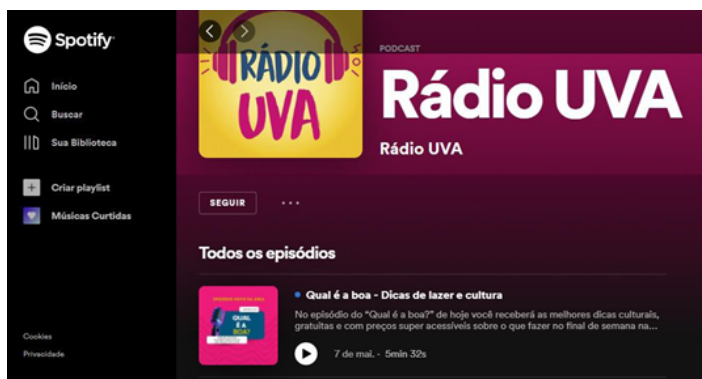 Spotify
Início
Buscar
Sua Biblioteca
Criar playlist
Músicas Curtidas
Cookies
Privacidade
RÁDIO
UVA
PODCAST
Rádio UVA
Rádio UVA
SEGUIR
Todos os episódios
QUAL
É A
BOA?
Qual é a boa - Dicas de lazer e cultura
No episódio do "Qual é a boa?" de hoje você receberá as melhores dicas culturais,
gratuitas e com preços super acessíveis sobre o que fazer no final de semana na...
7 de mai. · 5min 32s